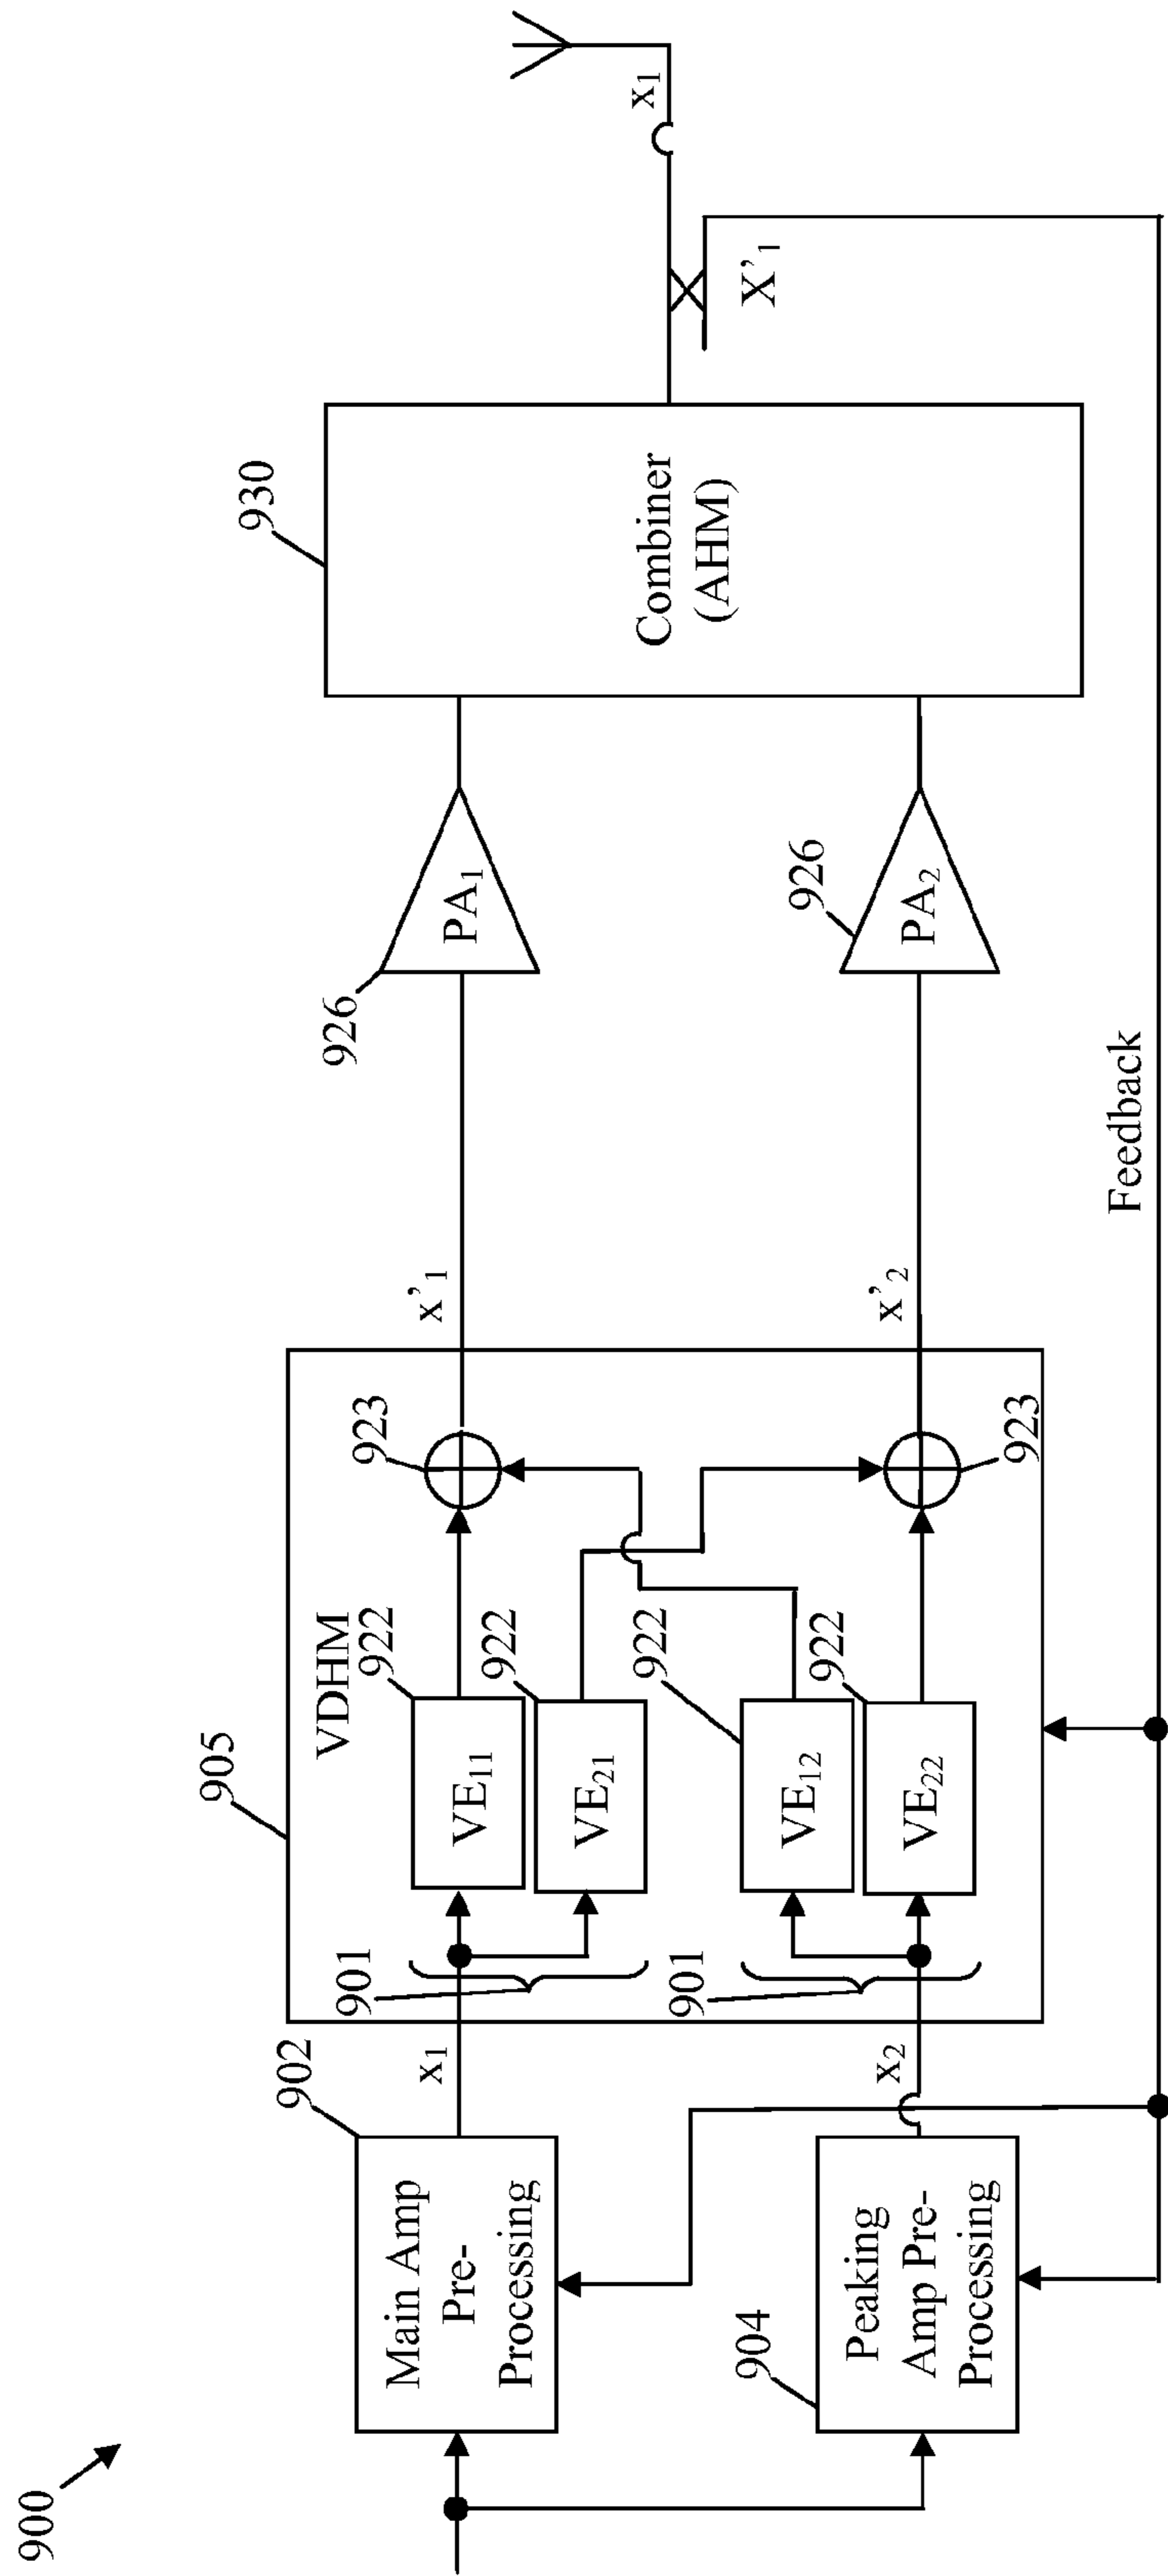 900
902
Main Amp
Pre-
Processing
904
Peaking
Amp Pre-
Processing
x₁
x₂
905
VDHM
901
901
922
VE₁₁
922
VE₂₁
922
VE₁₂
922
VE₂₂
923
923
x’₁
x’₂
926
PA₁
926
PA₂
930
Combiner
(AHM)
X’₁
x₁
Feedback